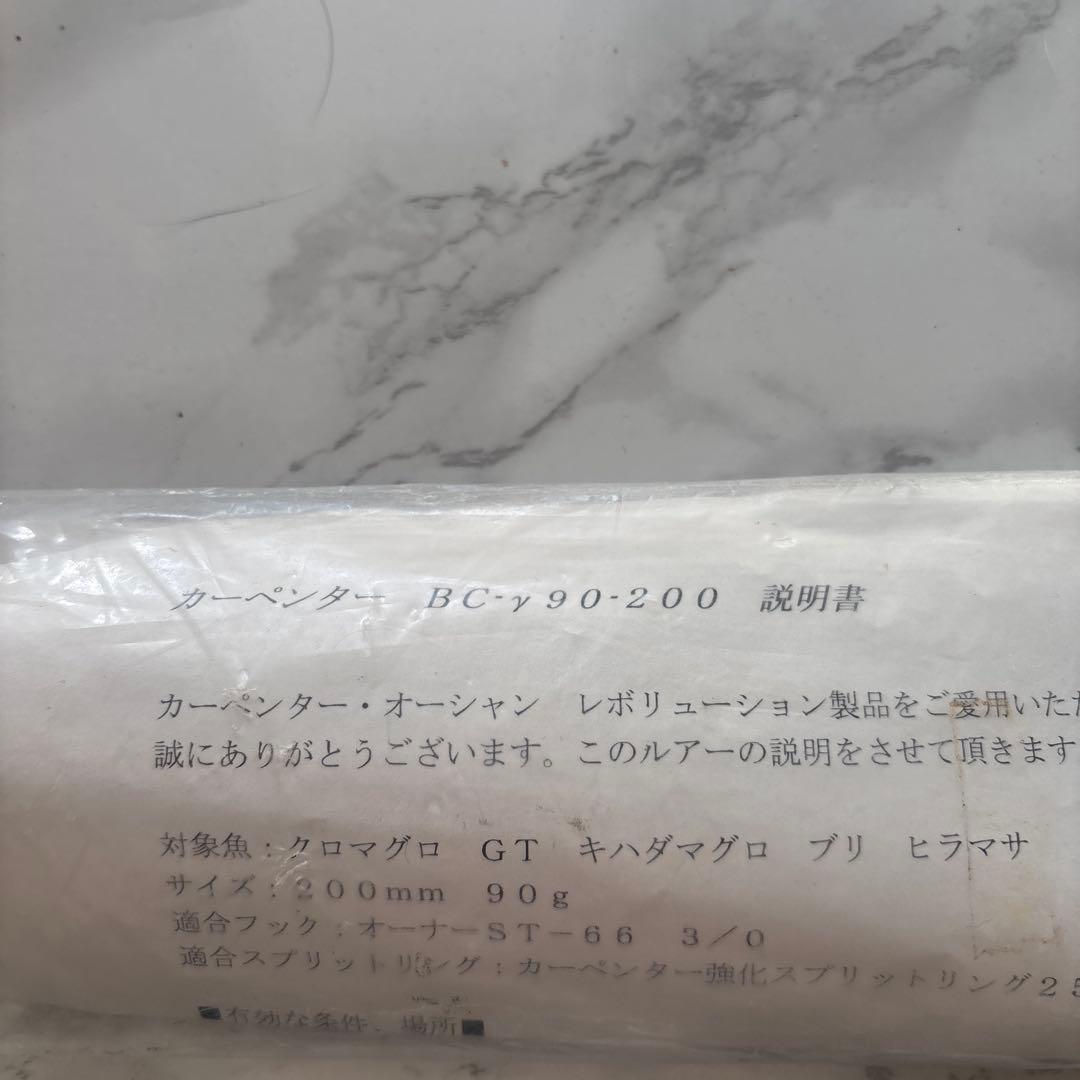 カーペンター　BC-γ90-200　説明書
カーペンター・オーシャン　レボリューション製品をご愛用いた
誠にありがとうございます。このルアーの説明をさせて頂きます
対象魚：クロマグロ　GT　キハダマグロ　ブリ　ヒラマサ
サイズ：200mm　90g
適合フック：オーナーST－66　3／0
適合スプリットリング：カーペンター強化スプリットリング25
■有効な条件、場所■